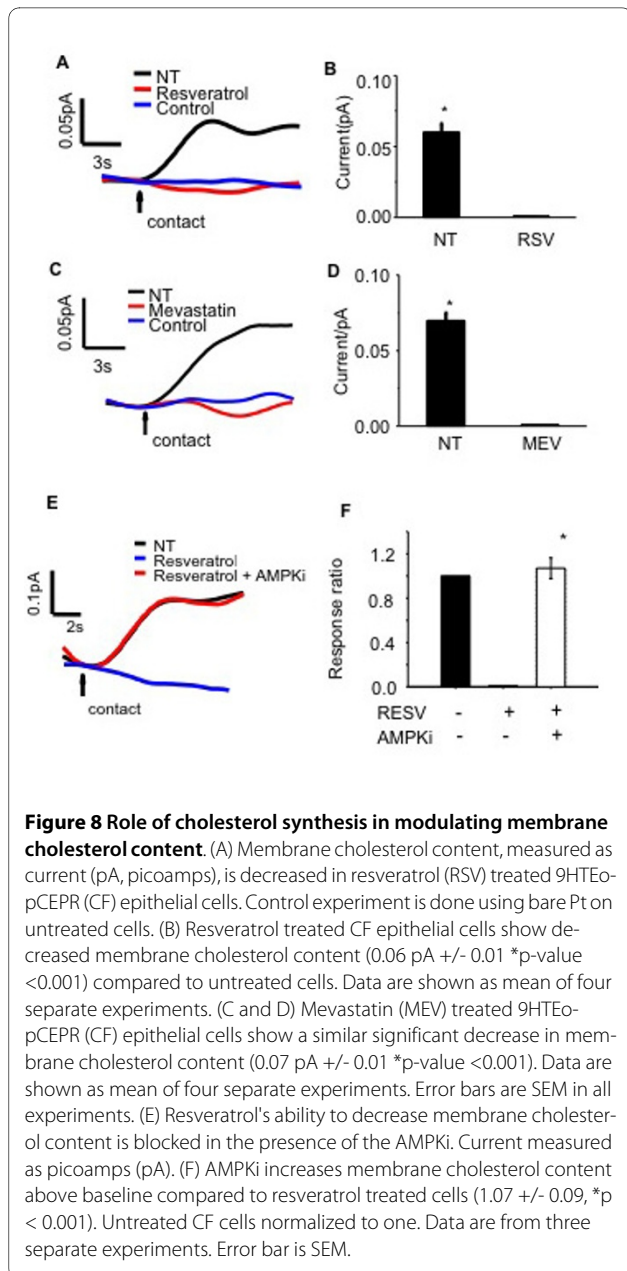 A
NT
Resveratrol
Control
0.05pA
3s
contact
B
Current(pA)
0.10
0.05
0.00
*
NT RSV
C
NT
Mevastatin
Control
0.05pA
3s
contact
D
Current/pA
0.10
0.05
0.00
*
NT MEV
E
NT
Resveratrol
Resveratrol + AMPKi
0.1pA
2s
contact
F
Response ratio
1.2
0.8
0.4
0.0
*
RESV - + +
AMPKi - - +
Figure 8 Role of cholesterol synthesis in modulating membrane
cholesterol content. (A) Membrane cholesterol content, measured as
current (pA, picoamps), is decreased in resveratrol (RSV) treated 9HTEo-
pCEPR (CF) epithelial cells. Control experiment is done using bare Pt on
untreated cells. (B) Resveratrol treated CF epithelial cells show de-
creased membrane cholesterol content (0.06 pA +/- 0.01 *p-value
<0.001) compared to untreated cells. Data are shown as mean of four
separate experiments. (C and D) Mevastatin (MEV) treated 9HTEo-
pCEPR (CF) epithelial cells show a similar significant decrease in mem-
brane cholesterol content (0.07 pA +/- 0.01 *p-value <0.001). Data are
shown as mean of four separate experiments. Error bars are SEM in all
experiments. (E) Resveratrol's ability to decrease membrane cholester-
ol content is blocked in the presence of the AMPKi. Current measured
as picoamps (pA). (F) AMPKi increases membrane cholesterol content
above baseline compared to resveratrol treated cells (1.07 +/- 0.09, *p
< 0.001). Untreated CF cells normalized to one. Data are from three
separate experiments. Error bar is SEM.